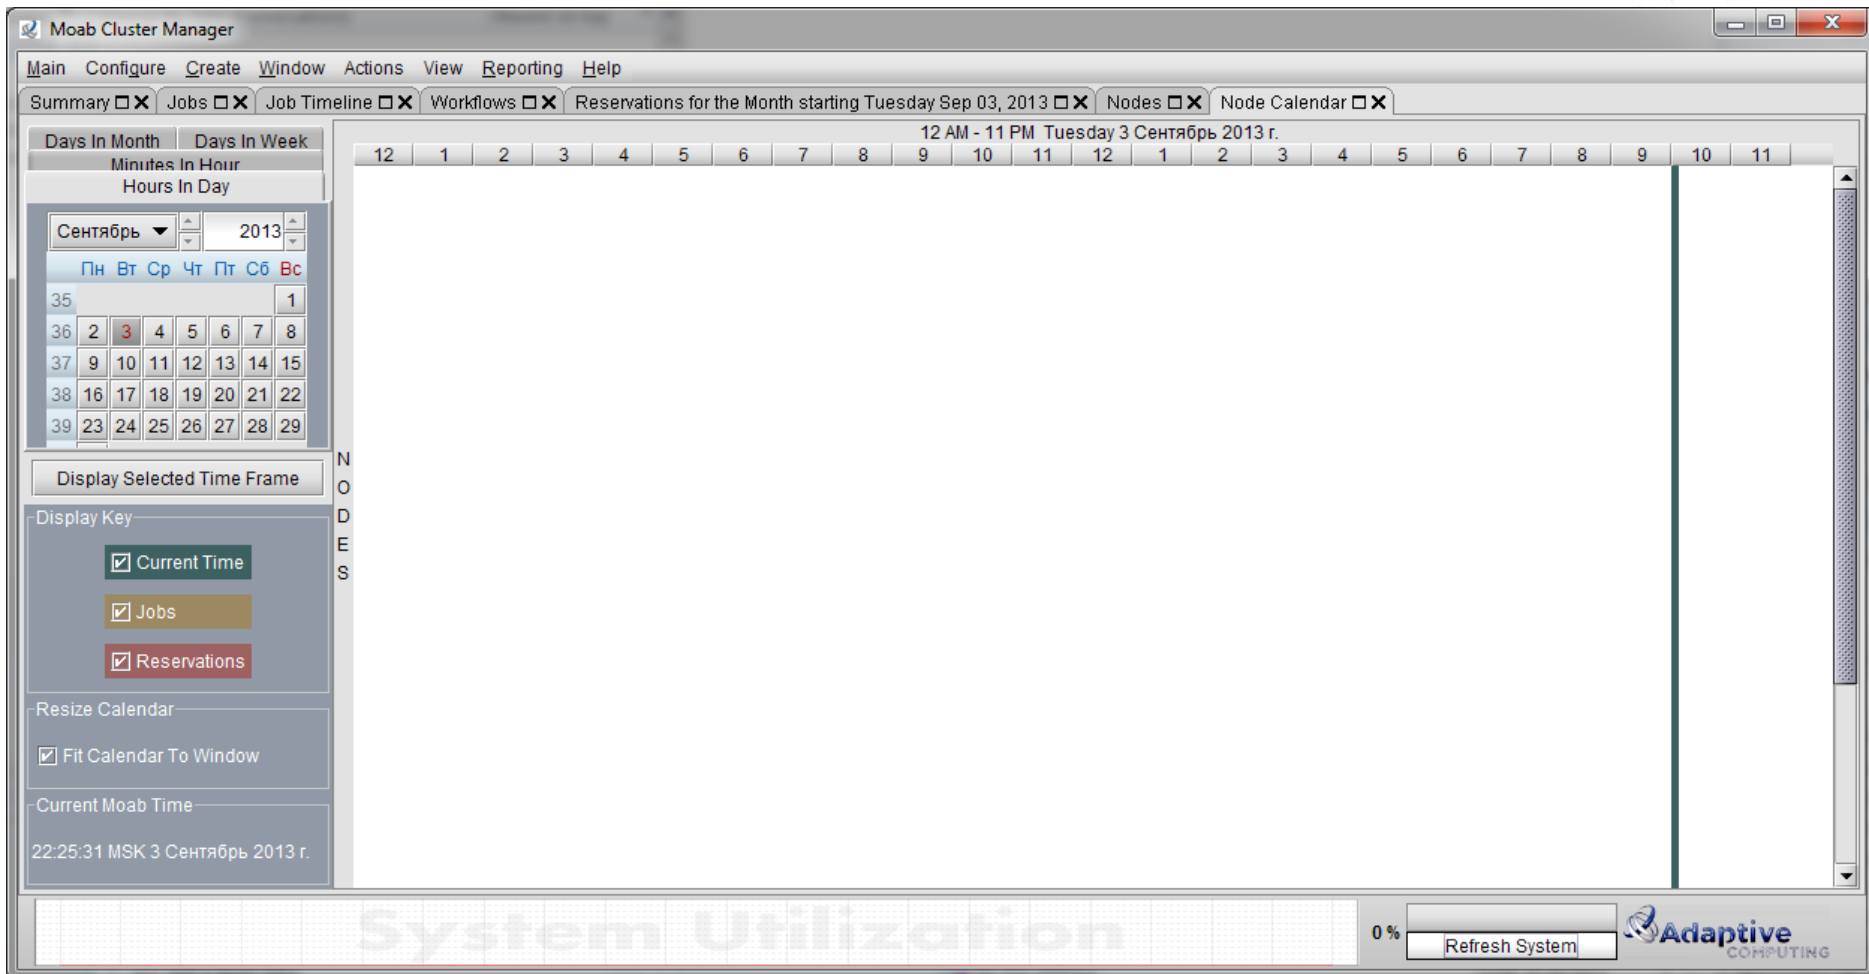 Moab Cluster Manager
Main Configure Create Window Actions View Reporting Help
Summary Jobs Job Timeline Workflows Reservations for the Month starting Tuesday Sep 03, 2013 Nodes Node Calendar
Days In Month Days In Week
Minutes In Hour
Hours In Day
12 AM - 11 PM Tuesday 3 Сентябрь 2013 г.
12 1 2 3 4 5 6 7 8 9 10 11 12 1 2 3 4 5 6 7 8 9 10 11
Сентябрь 2013
Пн Вт Ср Чт Пт Сб Вс
35 1
36 2 3 4 5 6 7 8
37 9 10 11 12 13 14 15
38 16 17 18 19 20 21 22
39 23 24 25 26 27 28 29
Display Selected Time Frame
NODES
Display Key
Current Time
Jobs
Reservations
Resize Calendar
Fit Calendar To Window
Current Moab Time
22:25:31 MSK 3 Сентябрь 2013 г.
System Utilization
0 %
Refresh System
Adaptive
COMPUTING